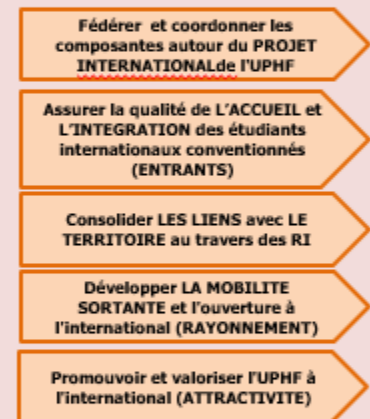 Fédérer et coordonner les
composantes autour du PROJET
INTERNATIONALde l'UPHF
Assurer la qualité de L'ACCUEIL et
L'INTEGRATION des étudiants
internationaux conventionnés
(ENTRANTS)
Consolider LES LIENS avec LE
TERRITOIRE au travers des RI
Développer LA MOBILITE
SORTANTE et l'ouverture à
l'international (RAYONNEMENT)
Promouvoir et valoriser l'UPHF à
l'international (ATTRACTIVITE)